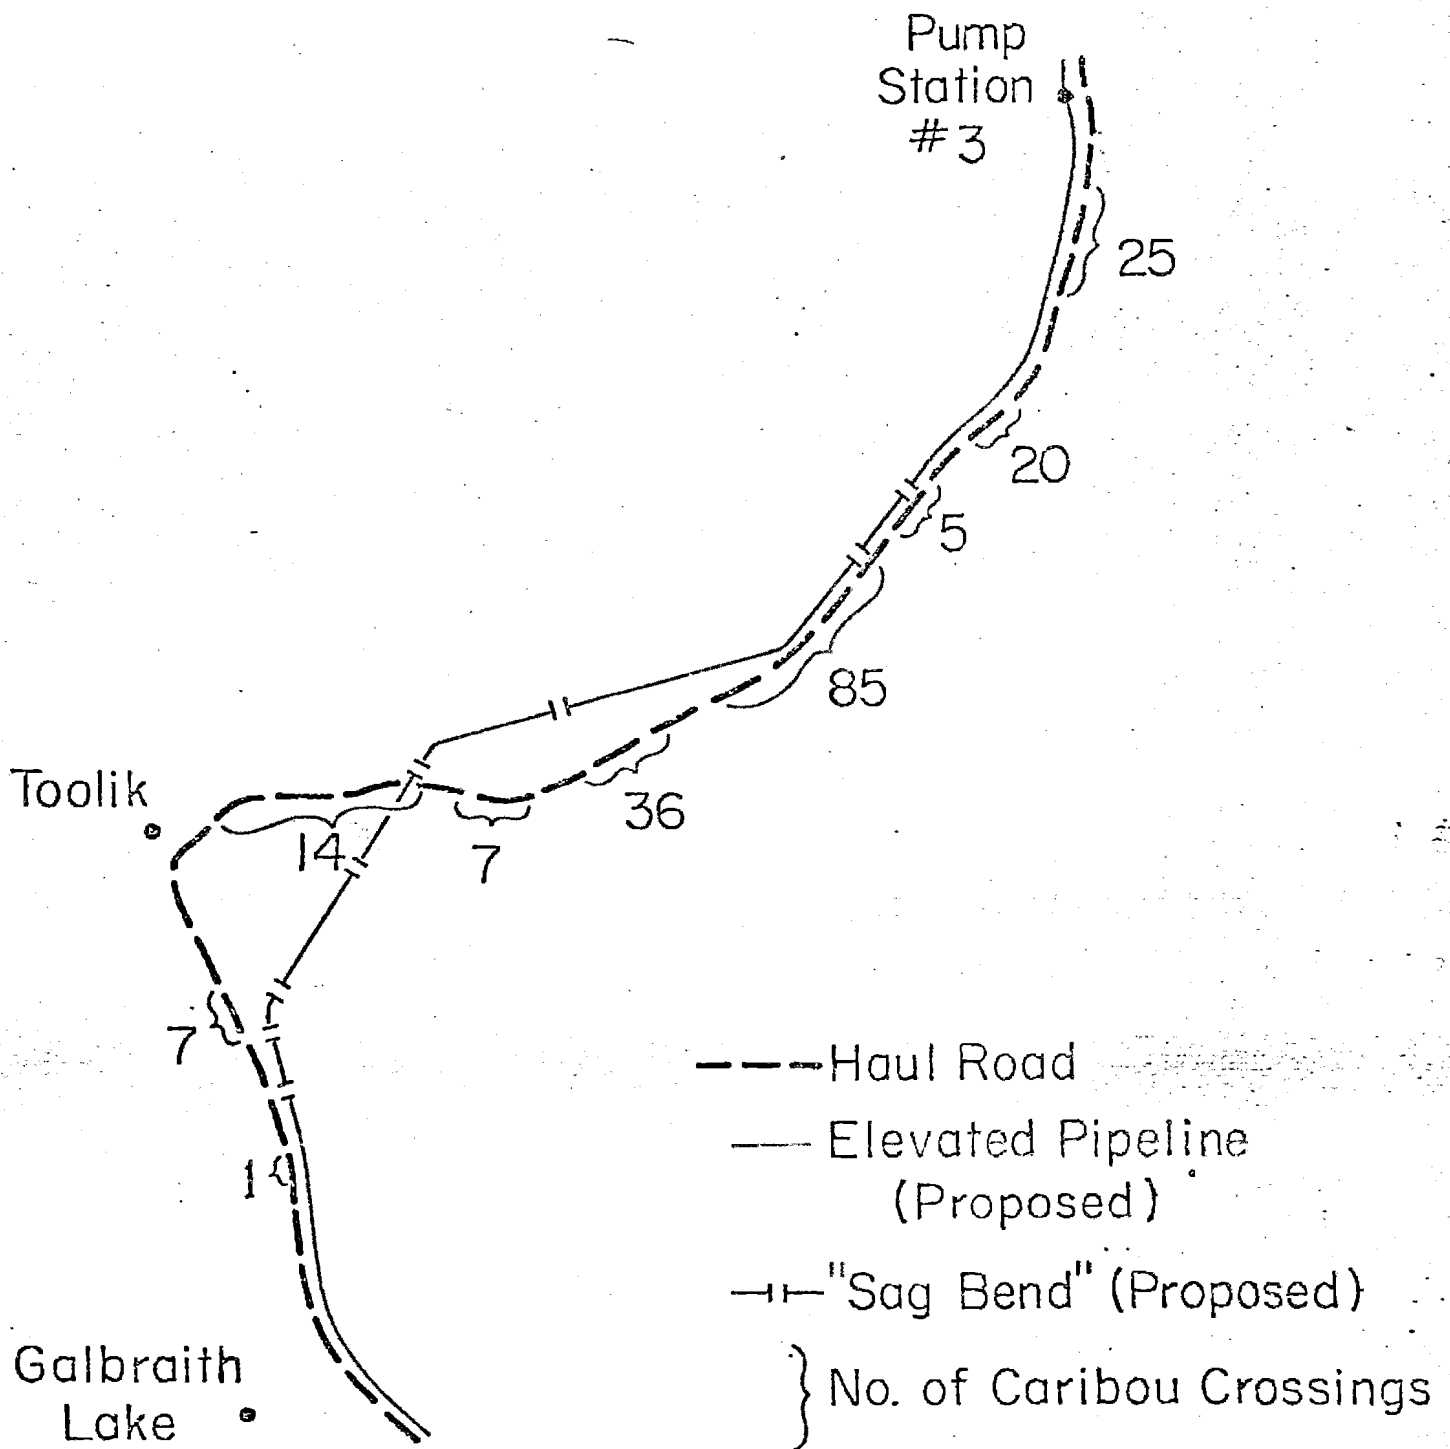 Pump
Station
#3
25
20
5
85
36
7
14
Toolik
7
1
Haul Road
Elevated Pipeline
(Proposed)
"Sag Bend" (Proposed)
No. of Caribou Crossings
Galbraith
Lake